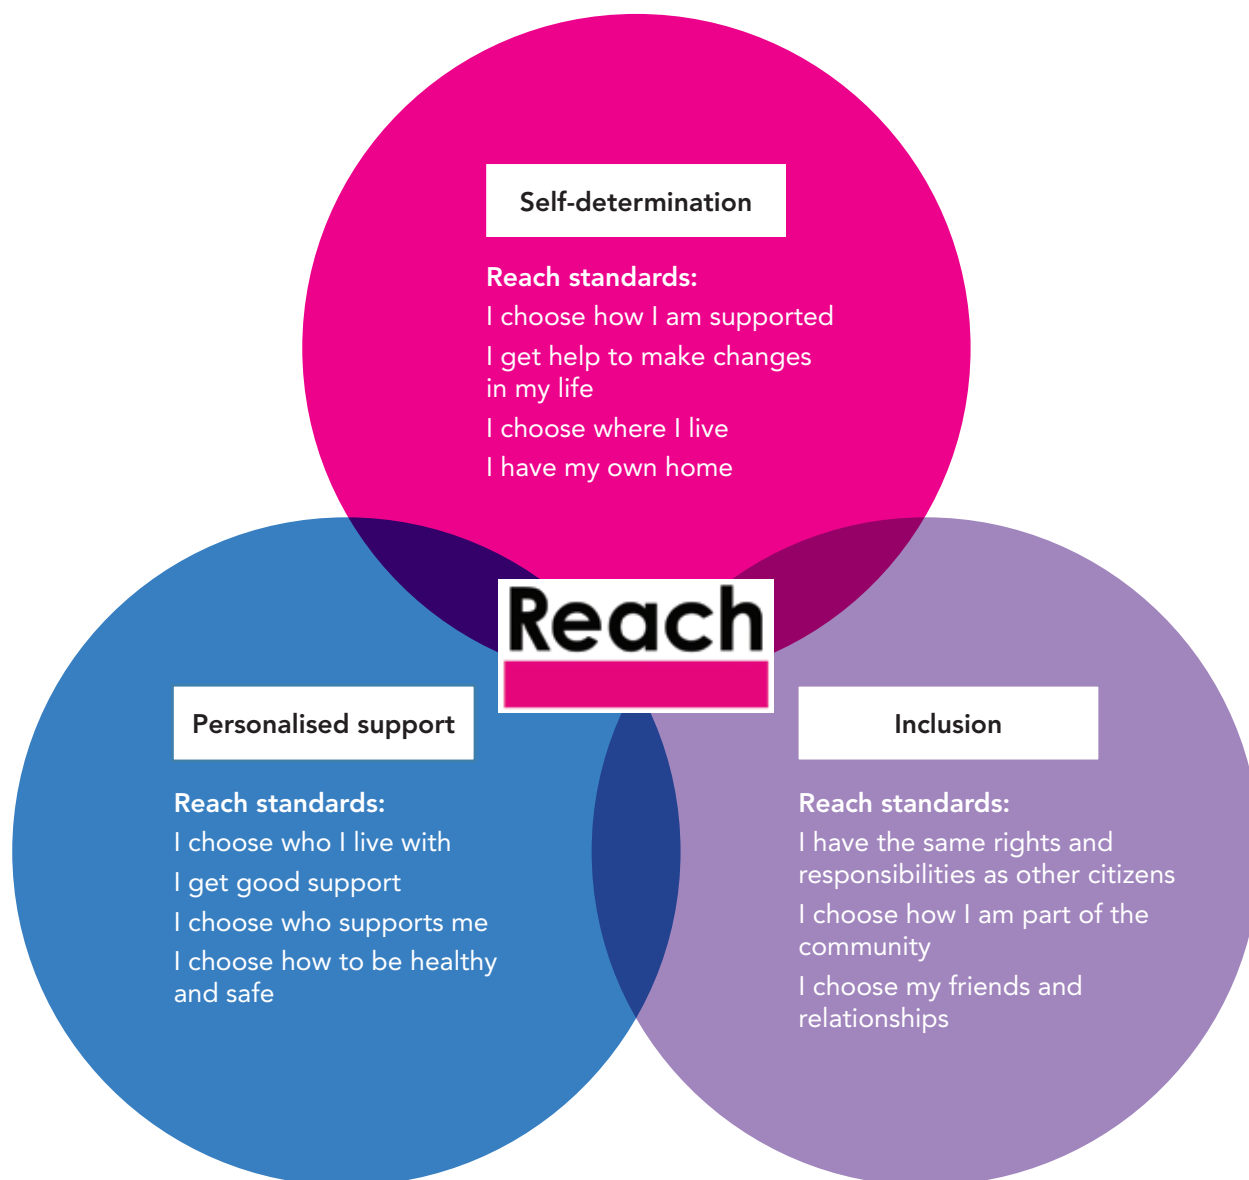 Self-determination
Reach standards:
I choose how I am supported
I get help to make changes
in my life
I choose where I live
I have my own home
Reach
Personalised support
Reach standards:
I choose who I live with
I get good support
I choose who supports me
I choose how to be healthy
and safe
Inclusion
Reach standards:
I have the same rights and
responsibilities as other citizens
I choose how I am part of the
community
I choose my friends and
relationships